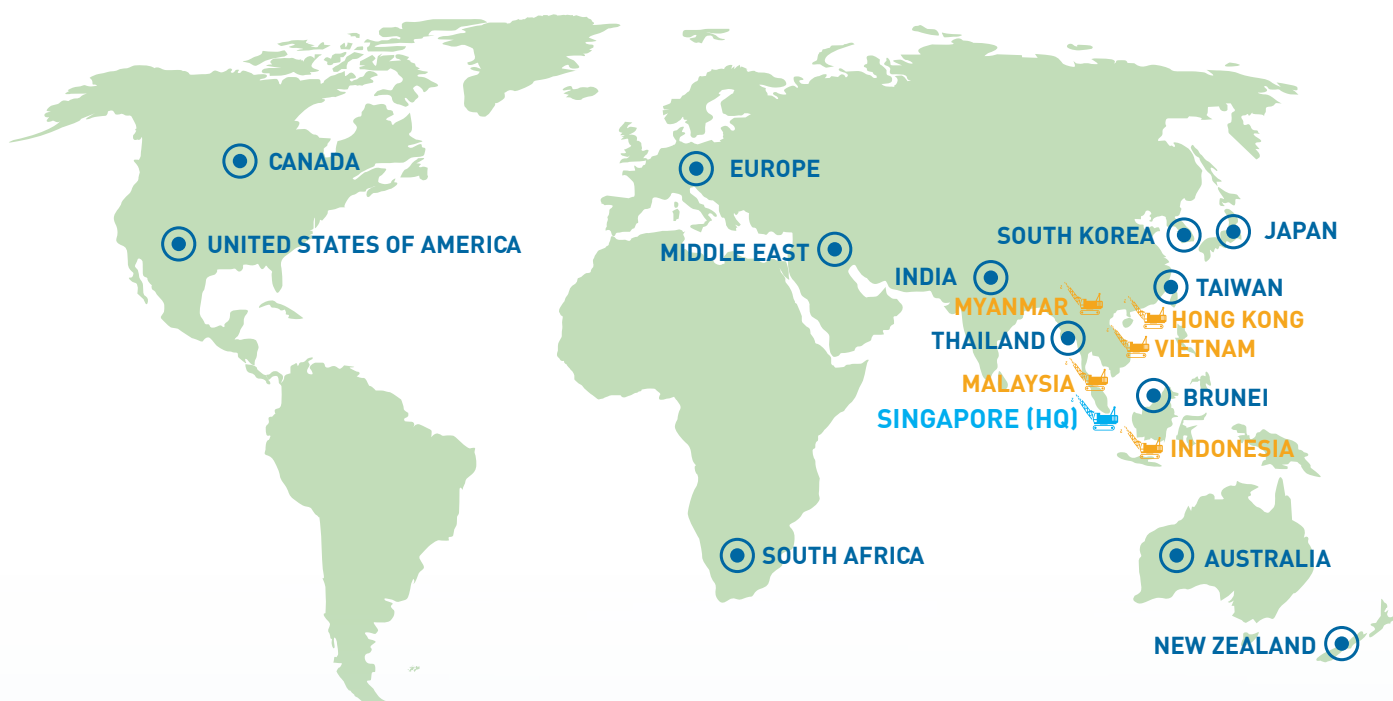 CANADA
EUROPE
UNITED STATES OF AMERICA
MIDDLE EAST
SOUTH KOREA
JAPAN
INDIA
TAIWAN
MYANMAR
HONG KONG
THAILAND
VIETNAM
MALAYSIA
BRUNEI
SINGAPORE (HQ)
INDONESIA
SOUTH AFRICA
AUSTRALIA
NEW ZEALAND